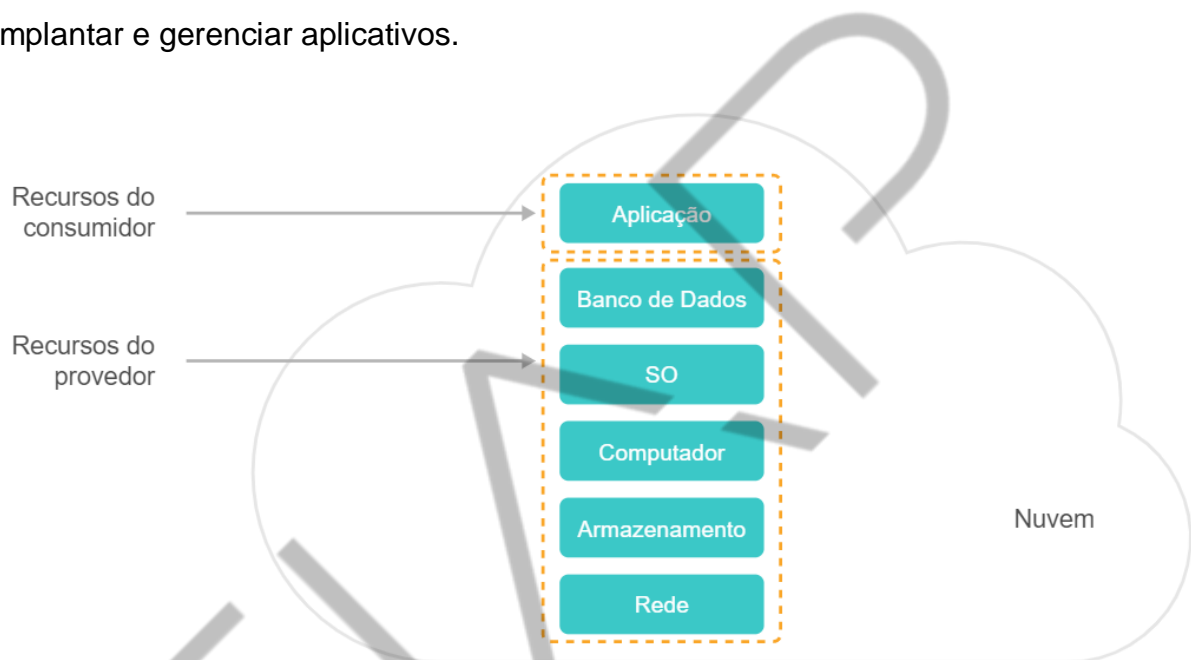 mplantar e gerenciar aplicativos.
Recursos do
consumidor
Aplicação
Banco de Dados
Recursos do
provedor
SO
Computador
Armazenamento
Nuvem
Rede